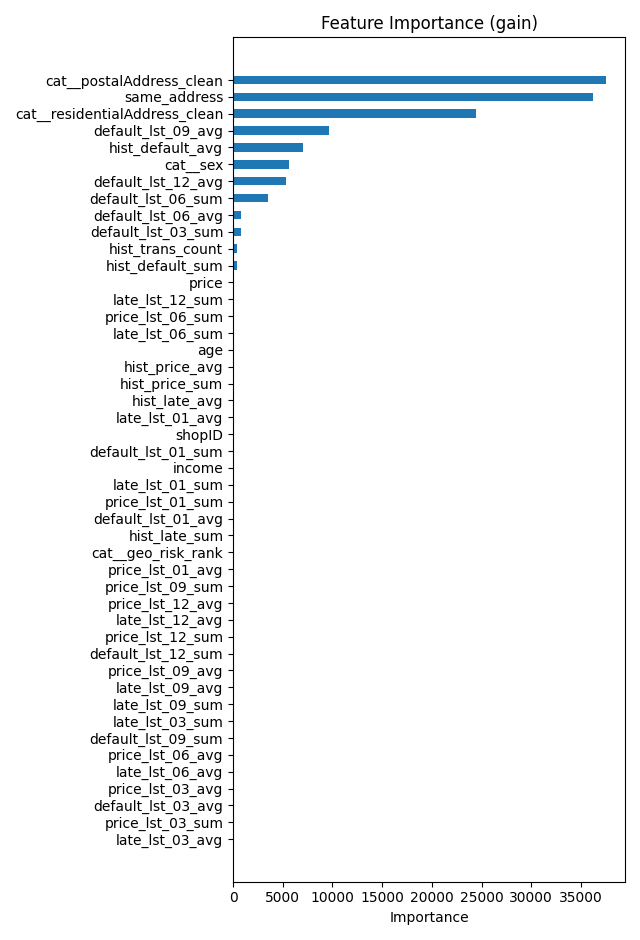 Feature Importance (gain)
cat__postalAddress_clean
same_address
cat__residentialAddress_clean
default_lst_09_avg
hist_default_avg
cat__sex
default_lst_12_avg
default_lst_06_sum
default_lst_06_avg
default_lst_03_sum
hist_trans_count
hist_default_sum
price
late_lst_12_sum
price_lst_06_sum
late_lst_06_sum
age
hist_price_avg
hist_price_sum
hist_late_avg
late_lst_01_avg
shopID
default_lst_01_sum
income
late_lst_01_sum
price_lst_01_sum
default_lst_01_avg
hist_late_sum
cat__geo_risk_rank
price_lst_01_avg
price_lst_09_sum
price_lst_12_avg
late_lst_12_avg
price_lst_12_sum
default_lst_12_sum
price_lst_09_avg
late_lst_09_avg
late_lst_09_sum
late_lst_03_sum
default_lst_09_sum
price_lst_06_avg
late_lst_06_avg
price_lst_03_avg
default_lst_03_avg
price_lst_03_sum
late_lst_03_avg
0 5000 10000 15000 20000 25000 30000 35000
Importance